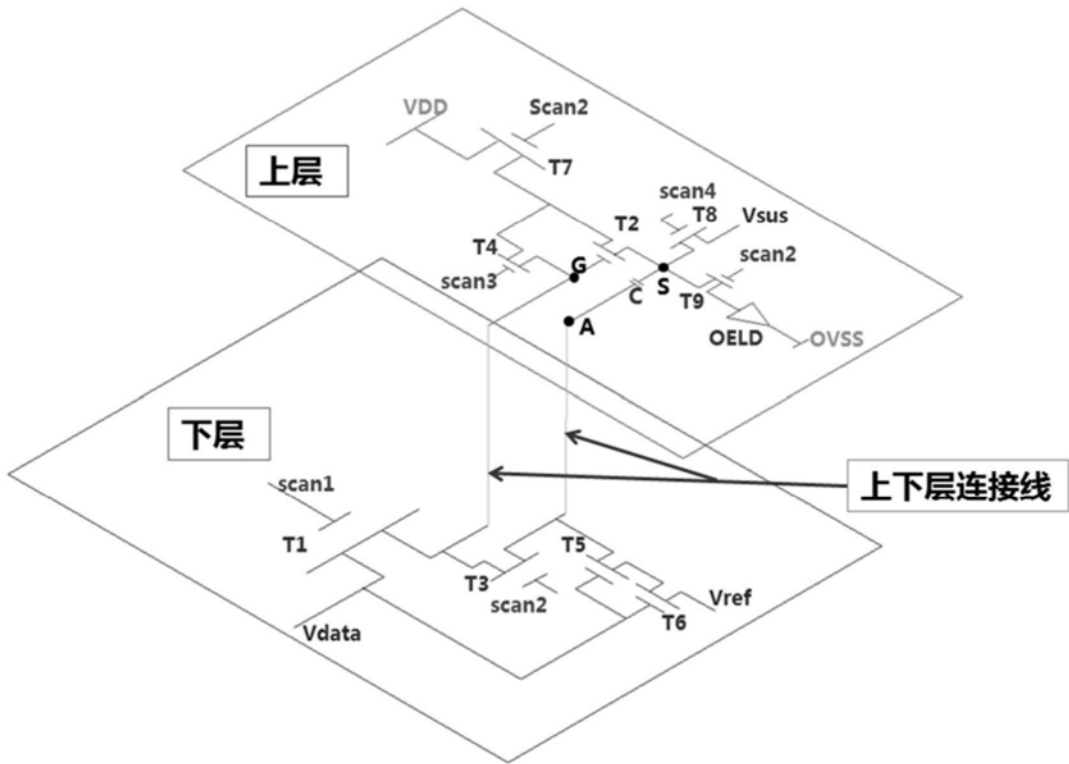 VDD
Scan2
上层
T7
scan4
T8
Vsus
T2
T4
scan2
G
scan3
S
C
T9
A
OELD
OVSS
下层
scan1
上下层连接线
T1
T5
T3
scan2
Vref
T6
Vdata